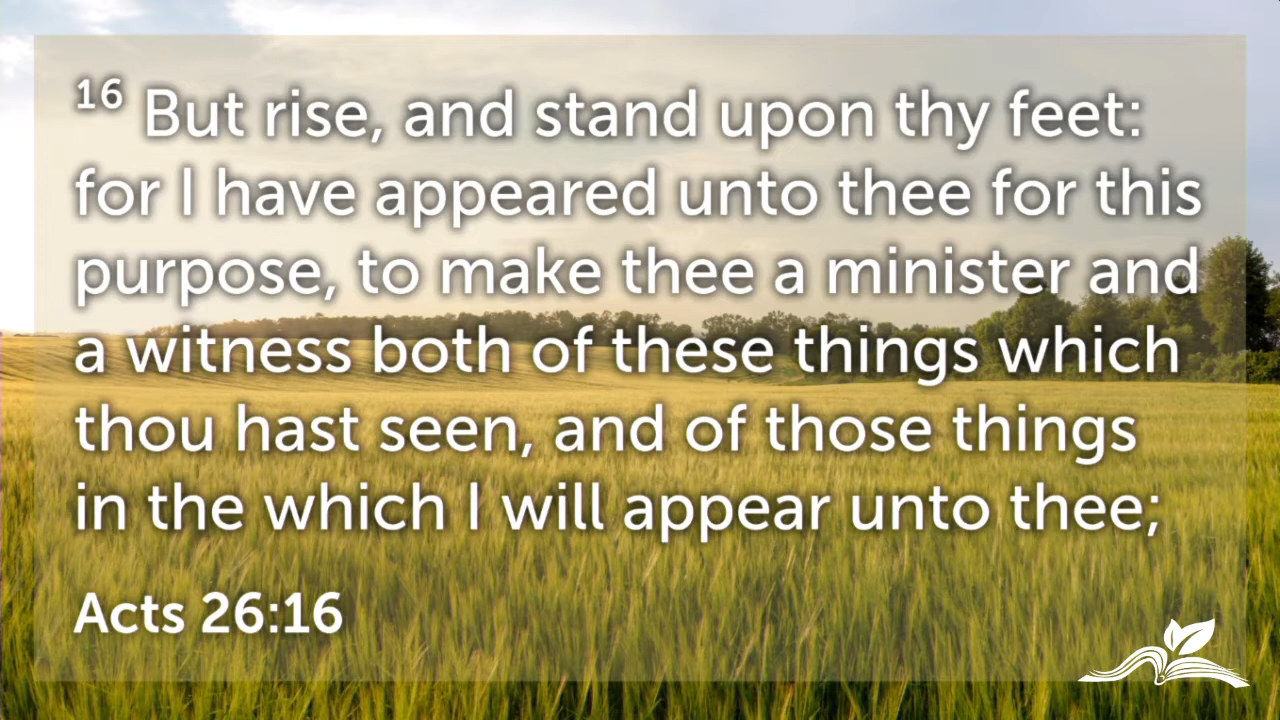 16 But rise, and stand upon thy feet:
for I have appeared unto thee for this
purpose, to make thee a minister and
a witness both of these things which
thou hast seen, and of those things
in the which I will appear unto thee;
Acts 26:16